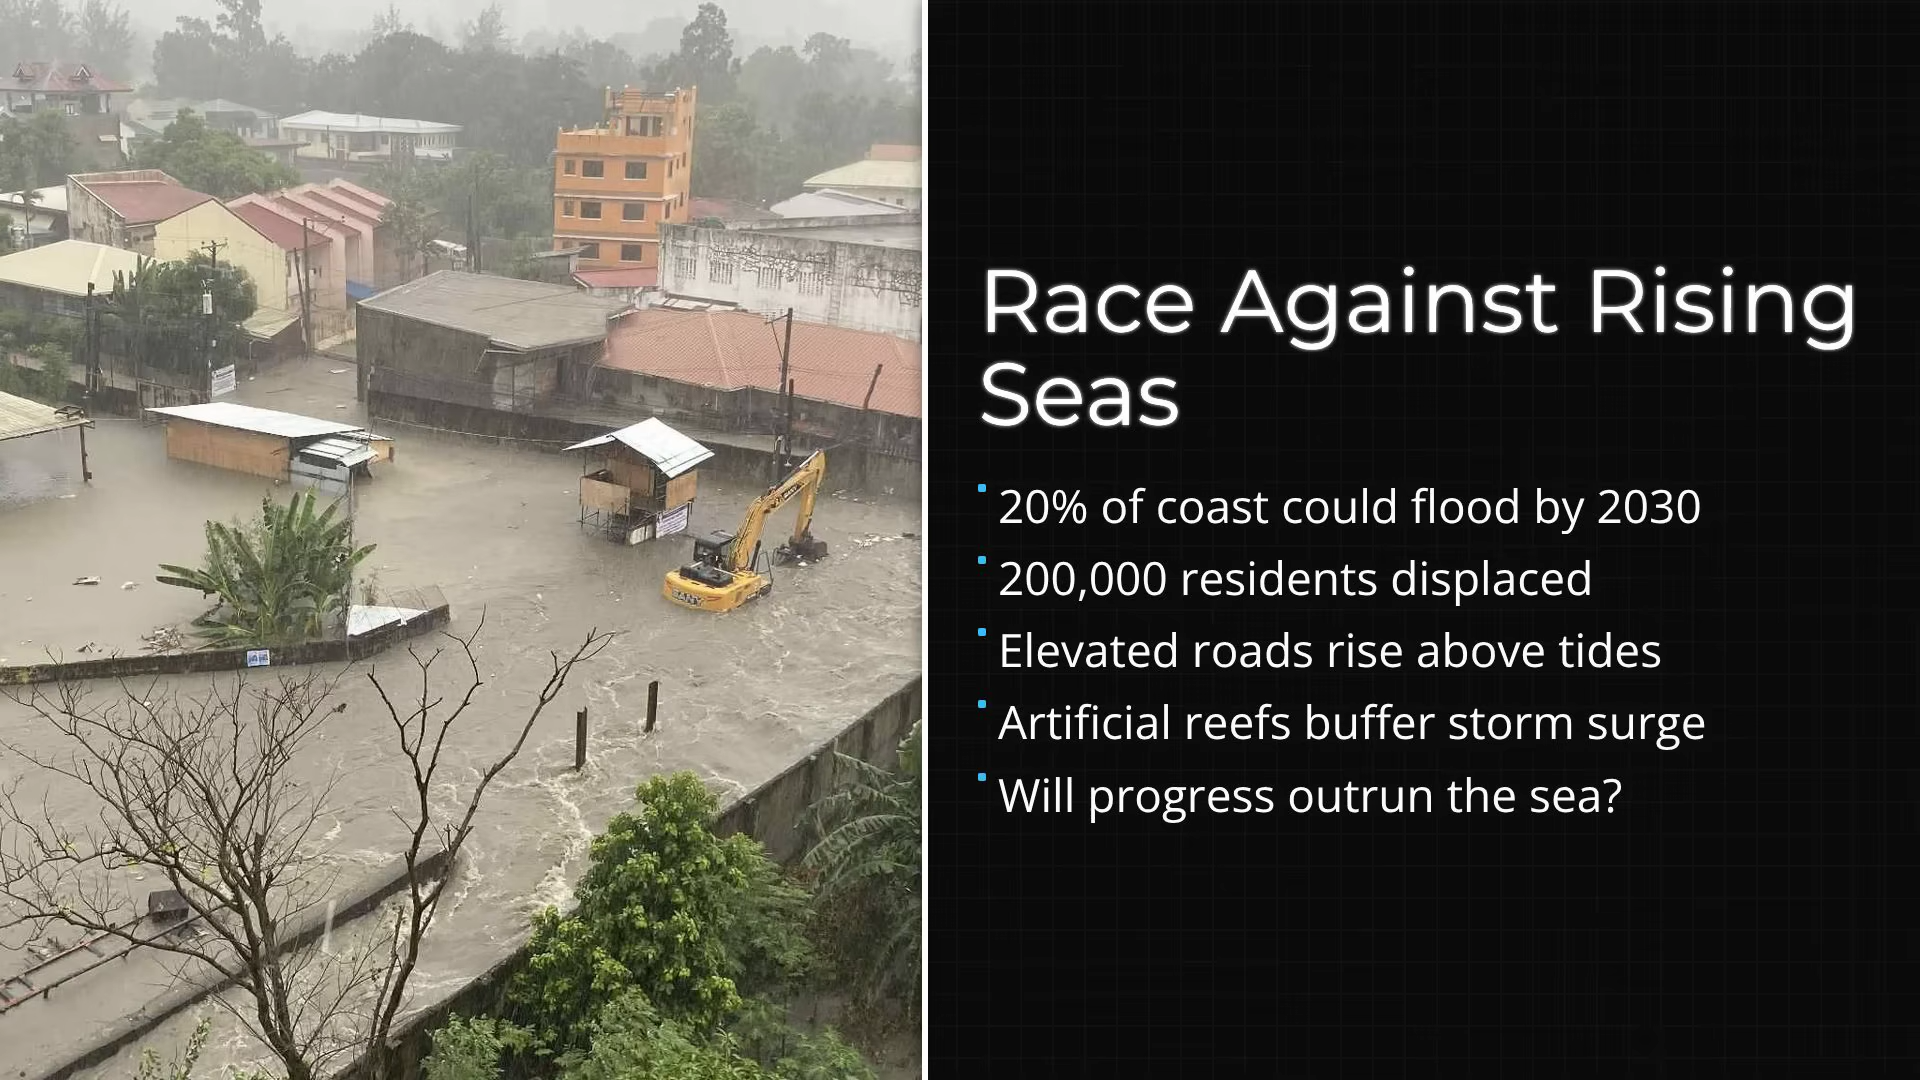 Race Against Rising
Seas
20% of coast could flood by 2030
200,000 residents displaced
Elevated roads rise above tides
Artificial reefs buffer storm surge
Will progress outrun the sea?
SANY